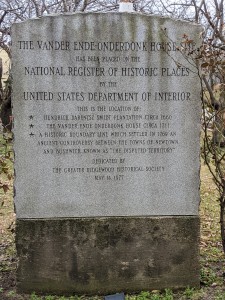 THE VANDER ENDE-ONDERDONK HOUSE SITE
HAS BEEN PLACED ON THE
NATIONAL REGISTER OF HISTORIC PLACES
BY THE
UNITED STATES DEPARTMENT OF INTERIOR
THIS IS THE LOCATION OF:
★ HENDRICK BARENTSZ SMIDT PLANTATION CIRCA 1660
★ THE VANDER ENDE ONDERDONK HOUSE CIRCA
★ A HISTORIC BOUNDARY LINE WHICH SETTLED IN 1769 AN
ANCIENT CONTROVERSY BETWEEN THE TOWNS OF NEWTOWN
AND BUSHWICK KNOWN AS "THE DISPUTED TERRITORY"
DEDICATED BY
THE GREATER RIDGEWOOD HISTORICAL SOCIETY
MAY 1977